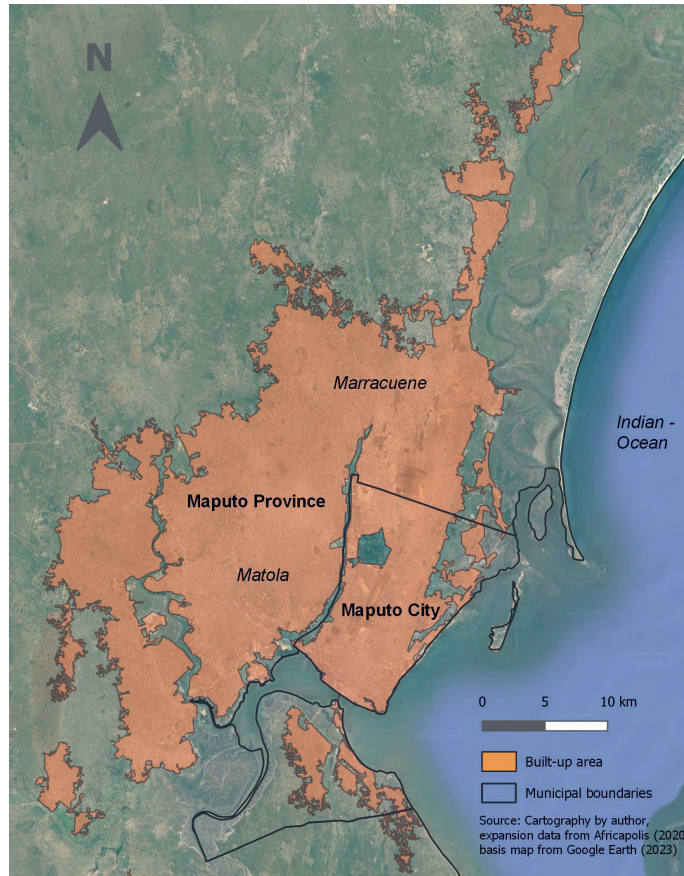 N
Marracuene
Indian -
Ocean
Maputo Province
Matola
Maputo City
0 5 10 km
Built-up area
Municipal boundaries
Source: Cartography by author,
expansion data from Africapolis (2020
basis map from Google Earth (2023)